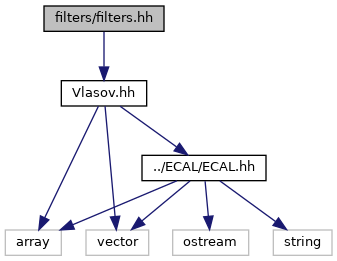 filters/filters.hh
Vlasov.hh
../ECAL/ECAL.hh
array
vector
ostream
string